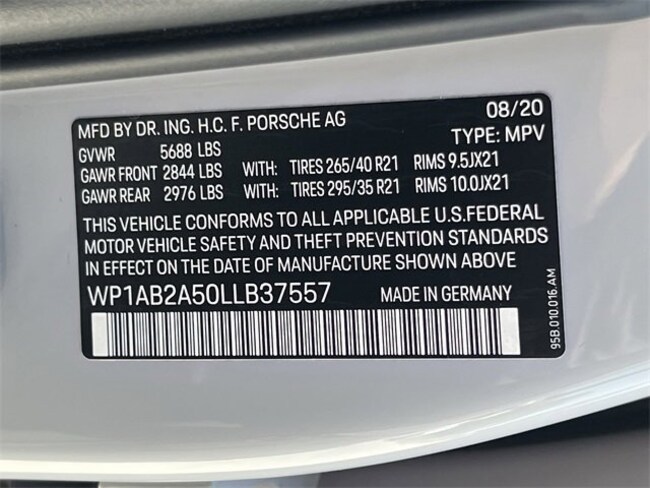 MFD BY DR. ING. H.C. F. PORSCHE AG 08/20
GVWR 5688 LBS TYPE: MPV
GAWR FRONT 2844 LBS WITH: TIRES 265/40 R21 RIMS 9.5JX21
GAWR REAR 2976 LBS WITH: TIRES 295/35 R21 RIMS 10.0JX21
THIS VEHICLE CONFORMS TO ALL APPLICABLE U.S.FEDERAL
MOTOR VEHICLE SAFETY AND THEFT PREVENTION STANDARDS
IN EFFECT ON THE DATE OF MANUFACTURE SHOWN ABOVE
WP1AB2A50LLB37557 MADE IN GERMANY
95B.010.016.AM